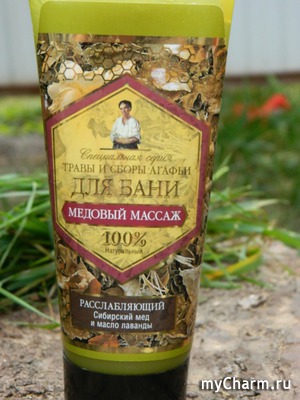 Специальная серия
ТРАВЫ И СБОРЫ АГАФЬИ
ДЛЯ БАНИ
МЕДОВЫЙ МАССАЖ
100%
Натуральный
РАССЛАБЛЯЮЩИЙ
Сибирский мед
и масло лаванды
myCharm.ru